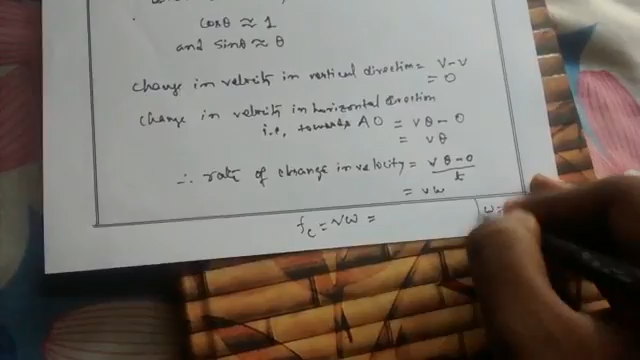 cosθ ≈ 1
and sinθ ≈ θ
change in velocity in vertical direction = v-v
= 0
change in velocity in horizontal direction
i.e, towards AO = vθ - 0
= vθ
∴ rate of change in velocity = vθ-0/t
= vω
fc = vω =
ω=